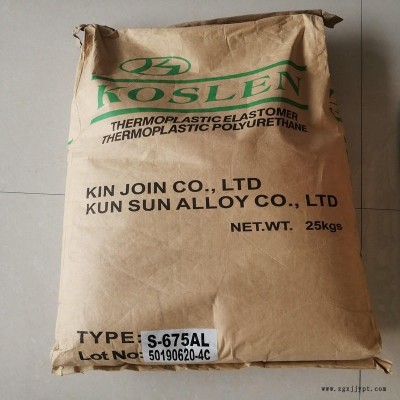 KOSLEN
THERMOPLASTIC ELASTOMER
THERMOPLASTIC POLYURETHANE
KIN JOIN CO., LTD
KUN SUN ALLOY CO., LTD
NET.WT. 25kgs
TYPE: S-675AL
Lot No: 50190620-4C
www.zgxjjypt.com